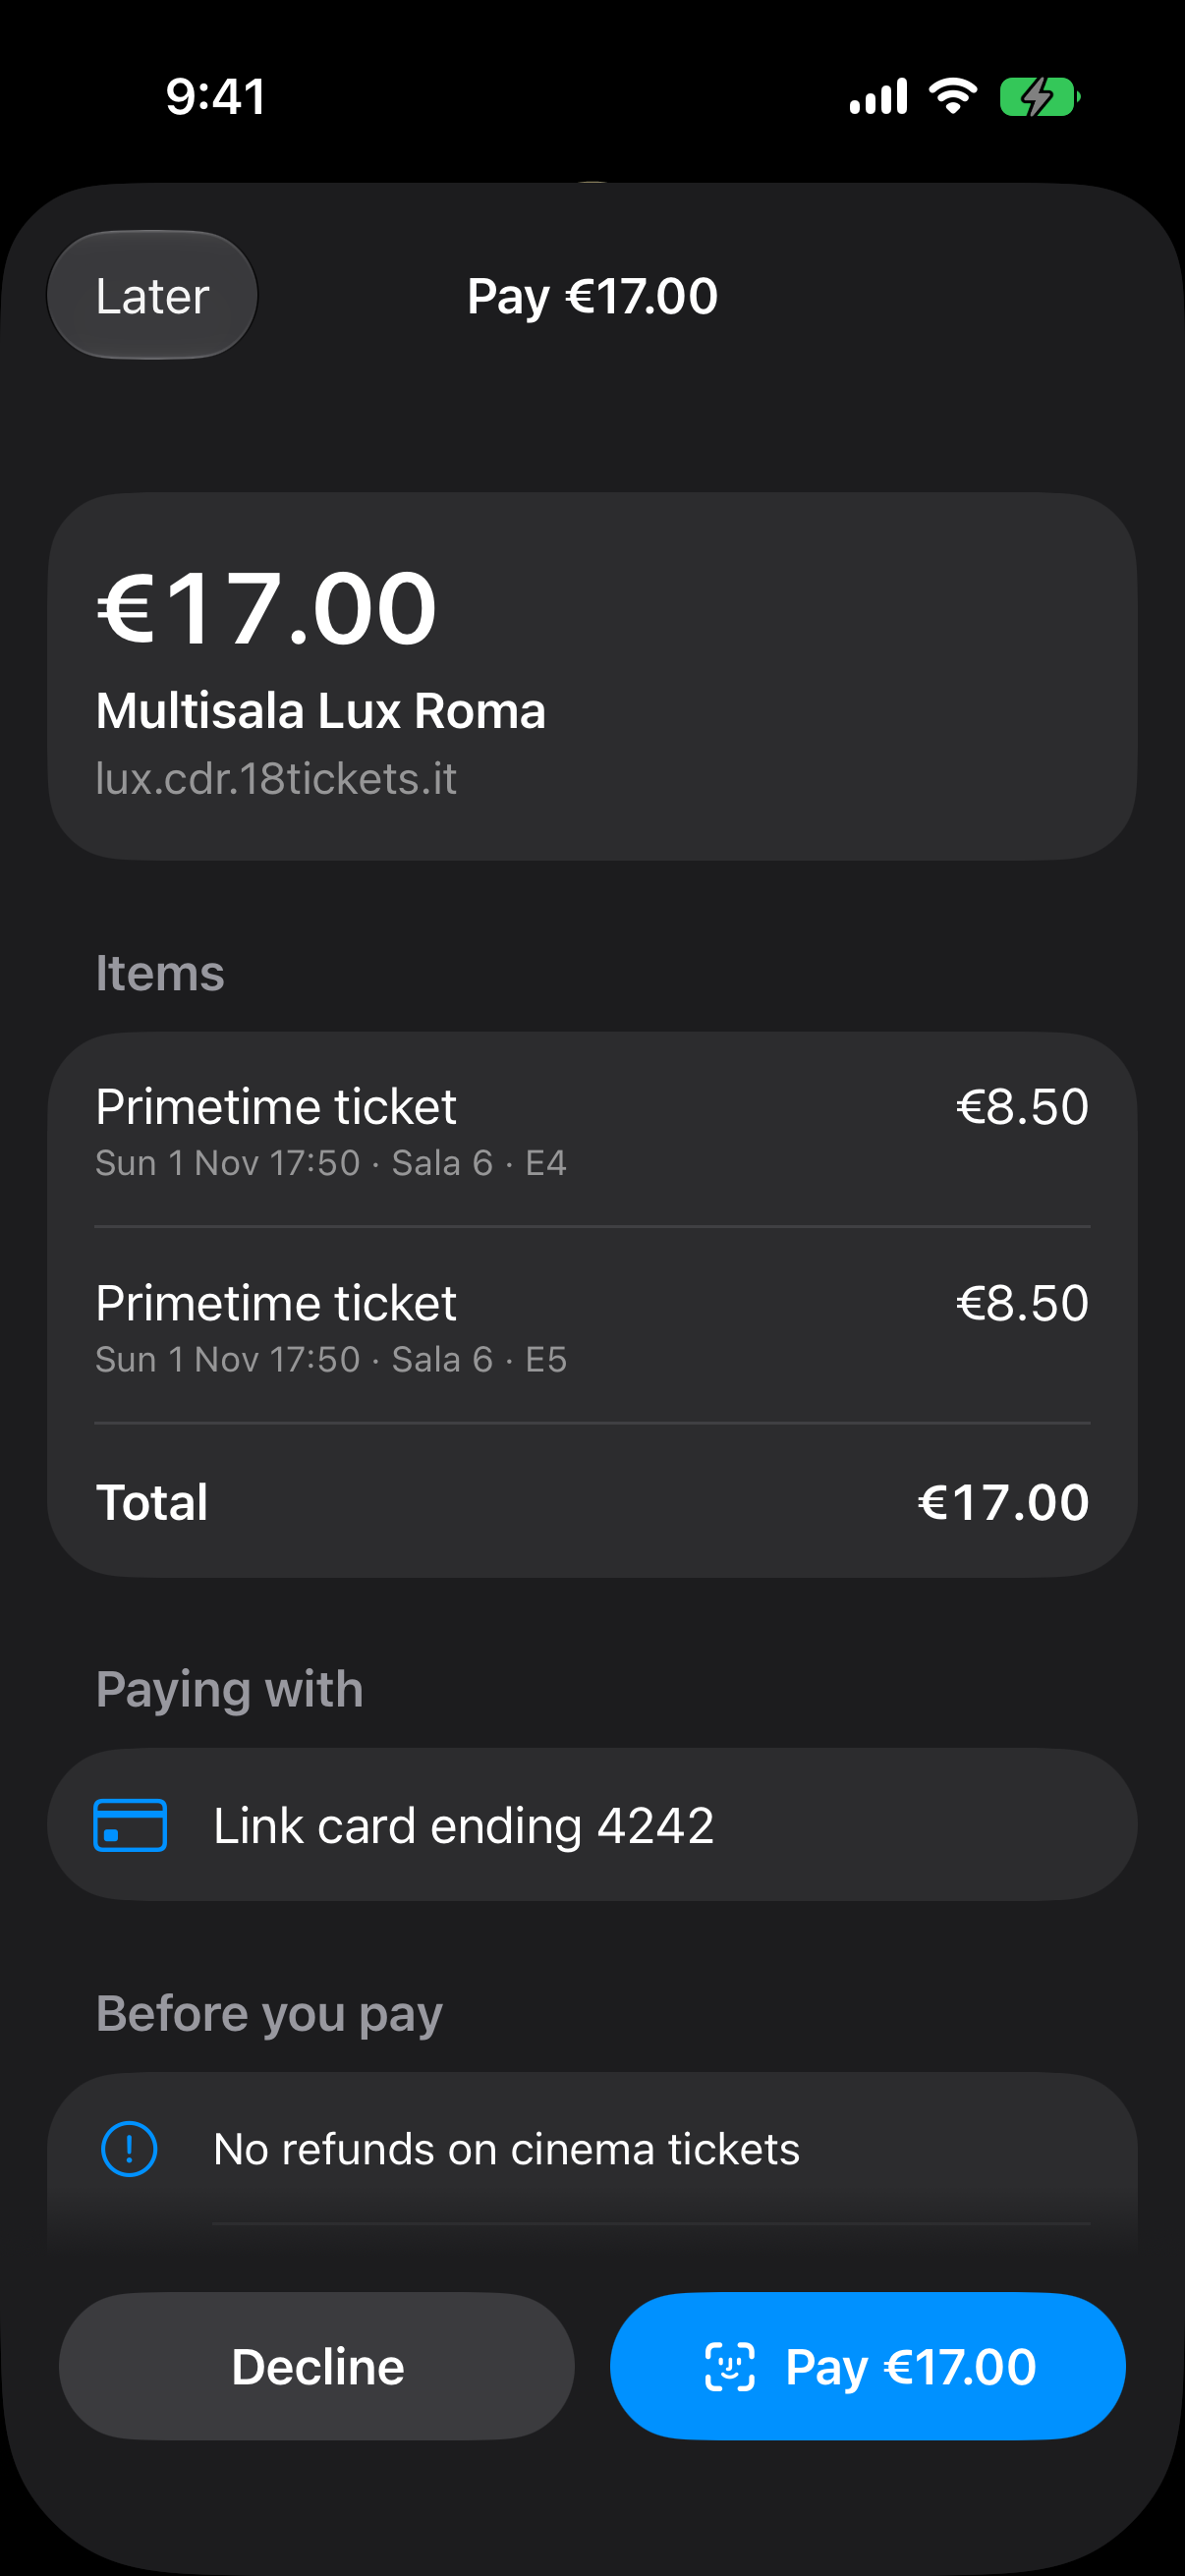 9:41
Later
Pay €17.00
€17.00
Multisala Lux Roma
lux.cdr.18tickets.it
Items
Primetime ticket €8.50
Sun 1 Nov 17:50 · Sala 6 · E4
Primetime ticket €8.50
Sun 1 Nov 17:50 · Sala 6 · E5
Total €17.00
Paying with
Link card ending 4242
Before you pay
No refunds on cinema tickets
Decline
Pay €17.00